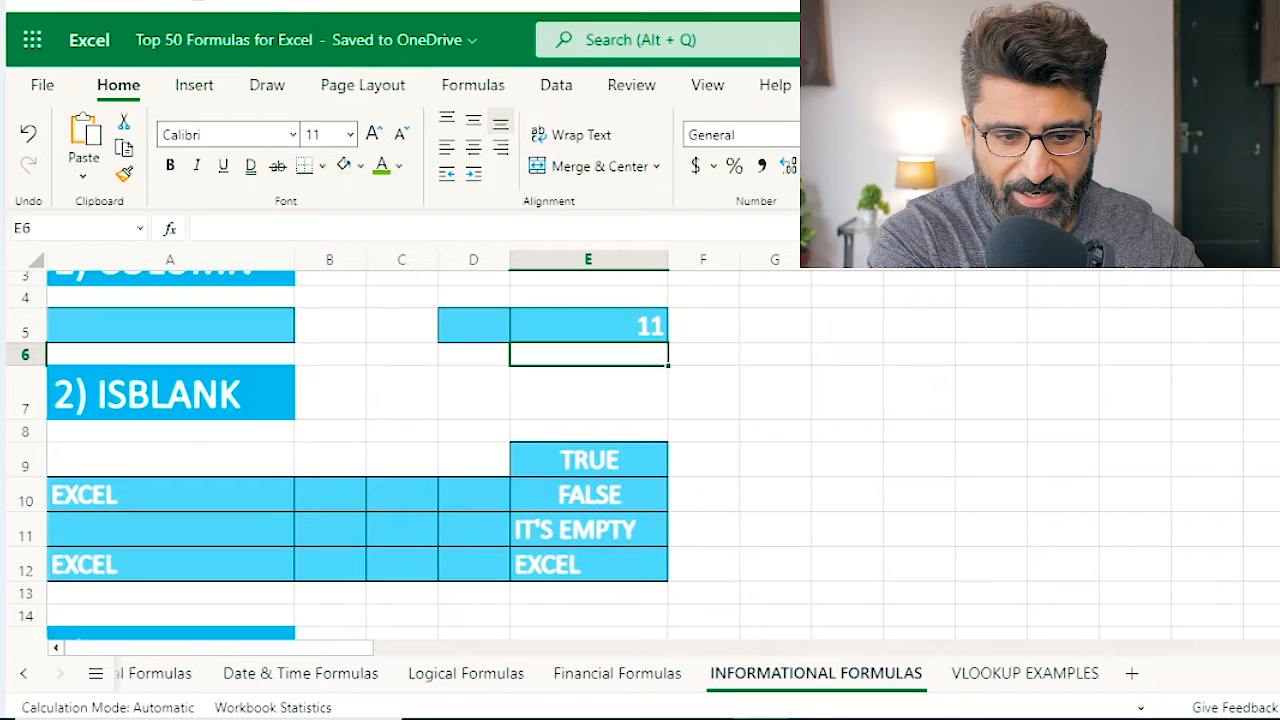 Excel Top 50 Formulas for Excel - Saved to OneDrive Search (Alt + Q)
File Home Insert Draw Page Layout Formulas Data Review View Help
Calibri 11 A A Wrap Text General
Paste B I U D ab A Merge & Center $ % .00
Undo Clipboard Font Alignment Number
E6 fx
A B C D E F G
3
4
5 11
6
7 2) ISBLANK
8
9 TRUE
10 EXCEL FALSE
11 IT'S EMPTY
12 EXCEL EXCEL
13
14
al Formulas Date & Time Formulas Logical Formulas Financial Formulas INFORMATIONAL FORMULAS VLOOKUP EXAMPLES +
Calculation Mode: Automatic Workbook Statistics Give Feedback